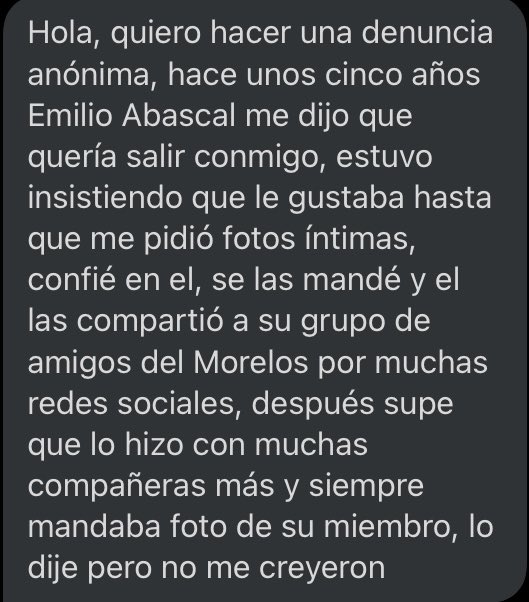 Hola, quiero hacer una denuncia
anónima, hace unos cinco años
Emilio Abascal me dijo que
quería salir conmigo, estuvo
insistiendo que le gustaba hasta
que me pidió fotos íntimas,
confié en el, se las mandé y el
las compartió a su grupo de
amigos del Morelos por muchas
redes sociales, después supe
que lo hizo con muchas
compañeras más y siempre
mandaba foto de su miembro, lo
dije pero no me creyeron